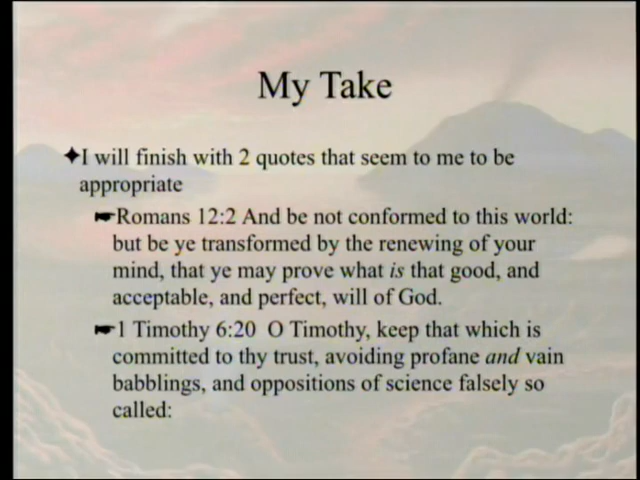 My Take
✦I will finish with 2 quotes that seem to me to be
appropriate
☛Romans 12:2 And be not conformed to this world:
but be ye transformed by the renewing of your
mind, that ye may prove what is that good, and
acceptable, and perfect, will of God.
☛1 Timothy 6:20 O Timothy, keep that which is
committed to thy trust, avoiding profane and vain
babblings, and oppositions of science falsely so
called: